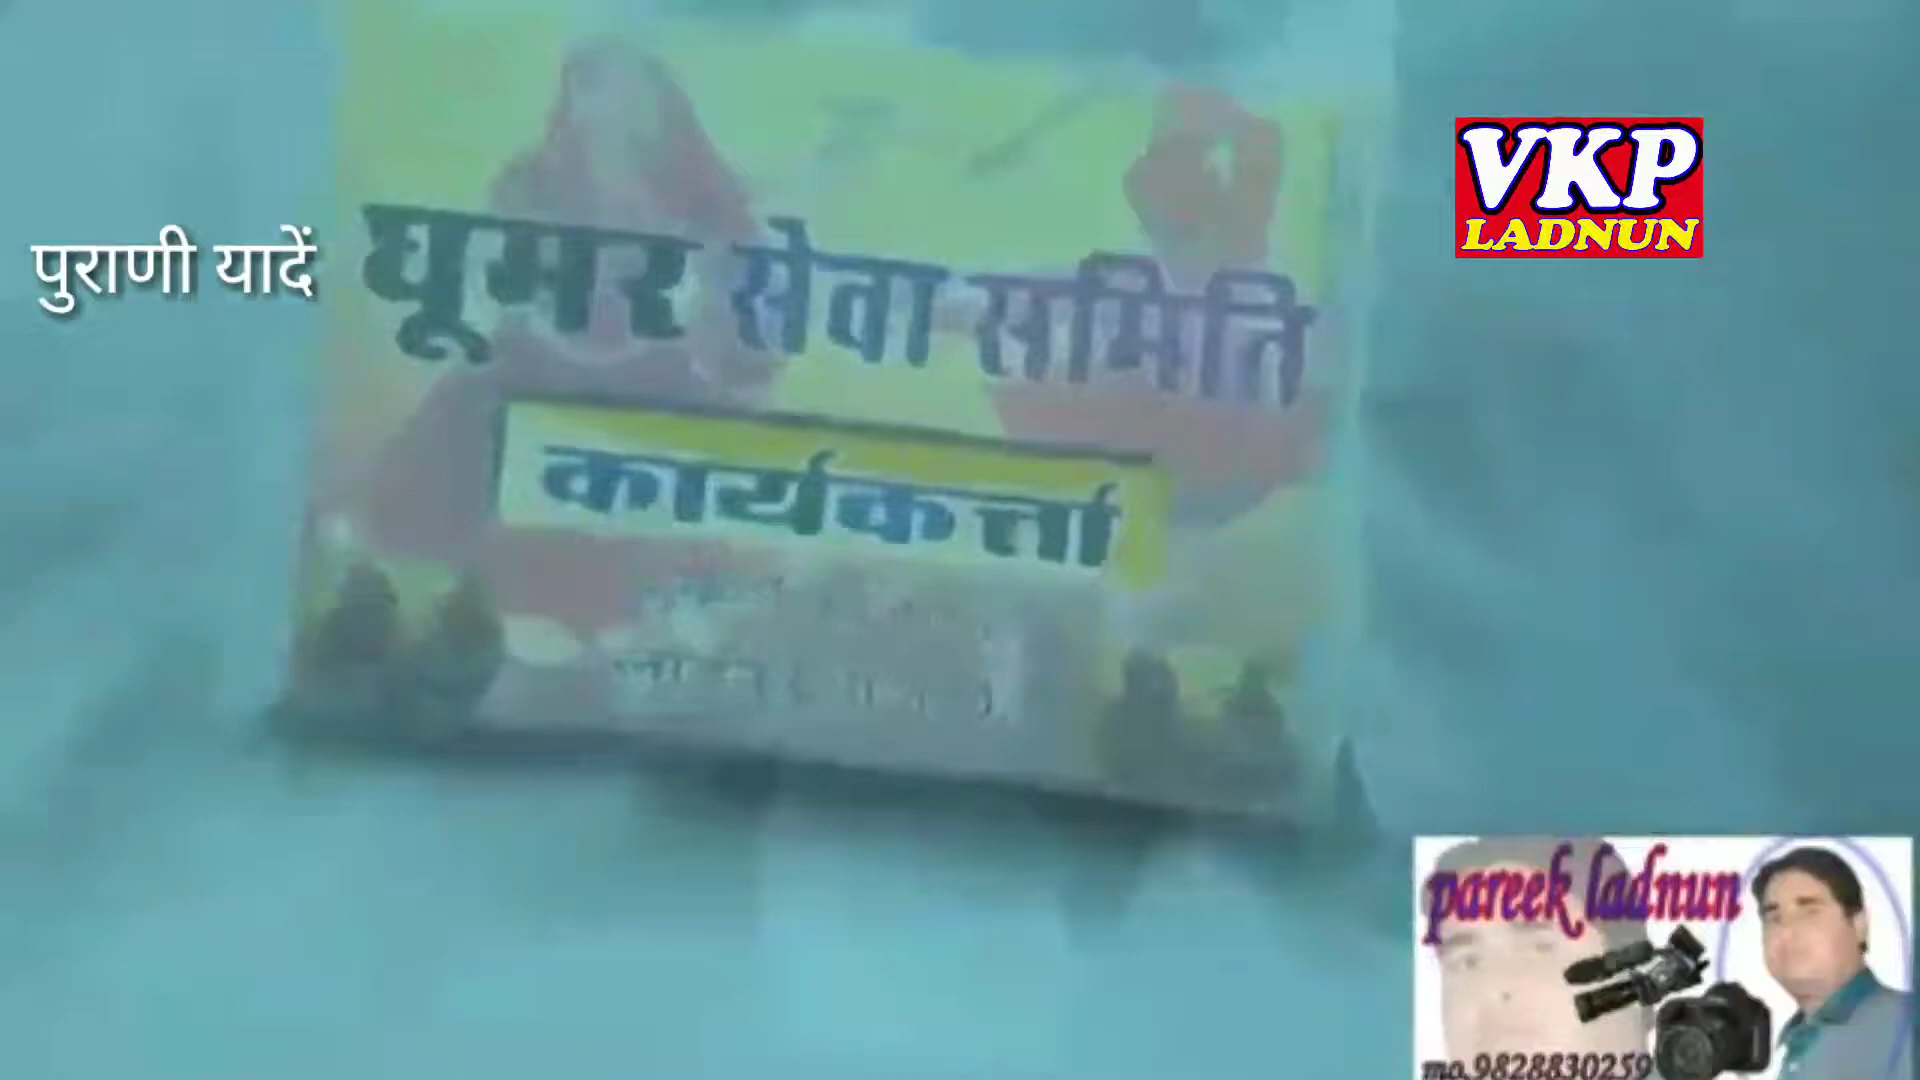 पुराणी यादें
घूमर सेवा समिति
कार्यकर्त्ता
VKP
LADNUN
pareek ladnun
mo.9828830259